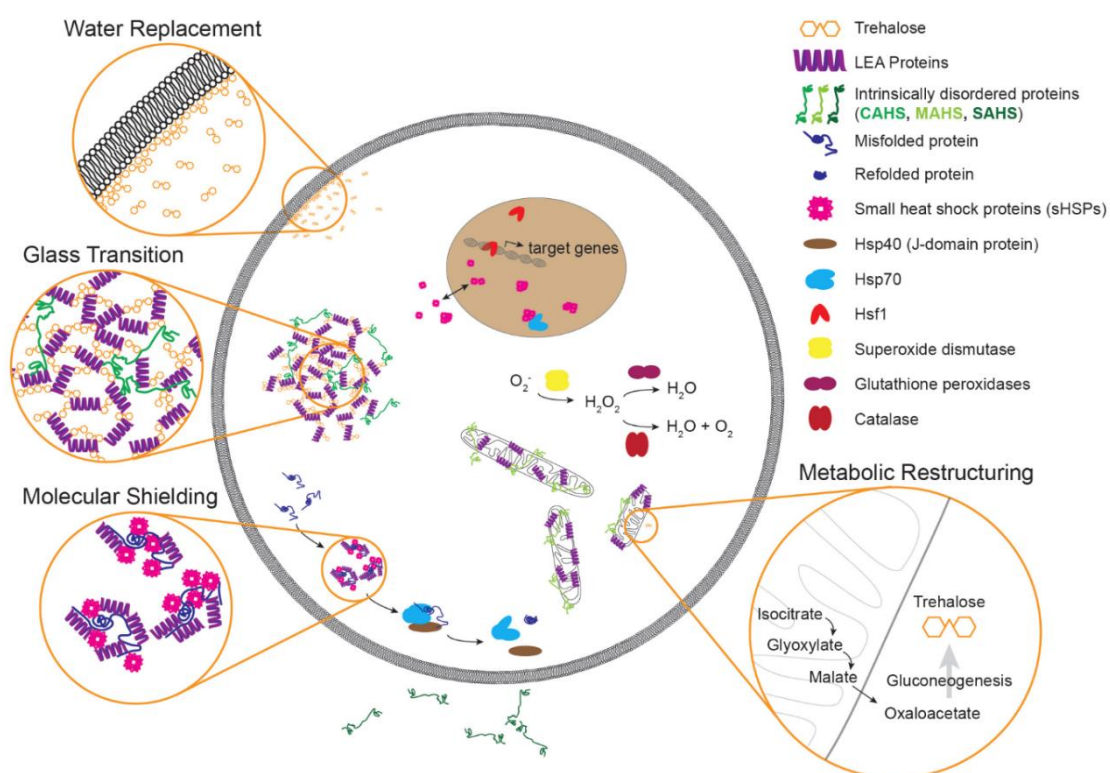 Water Replacement
Glass Transition
Molecular Shielding
target genes
O₂⁻
H₂O₂
H₂O
H₂O + O₂
Trehalose
LEA Proteins
Intrinsically disordered proteins
(CAHS, MAHS, SAHS)
Misfolded protein
Refolded protein
Small heat shock proteins (sHSPs)
Hsp40 (J-domain protein)
Hsp70
Hsf1
Superoxide dismutase
Glutathione peroxidases
Catalase
Metabolic Restructuring
Isocitrate
Glyoxylate
Malate
Oxaloacetate
Gluconeogenesis
Trehalose